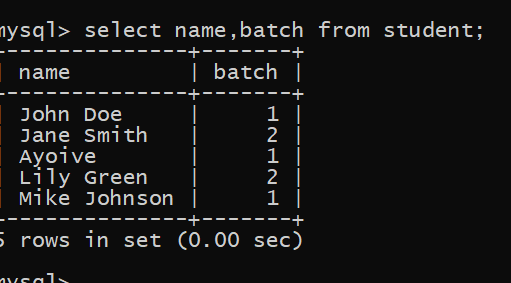 mysql> select name,batch from student;
---------------+-------+
| name          | batch |
---------------+-------+
| John Doe      |     1 |
| Jane Smith    |     2 |
| Ayoive        |     1 |
| Lily Green    |     2 |
| Mike Johnson  |     1 |
---------------+-------+
5 rows in set (0.00 sec)
mysql>